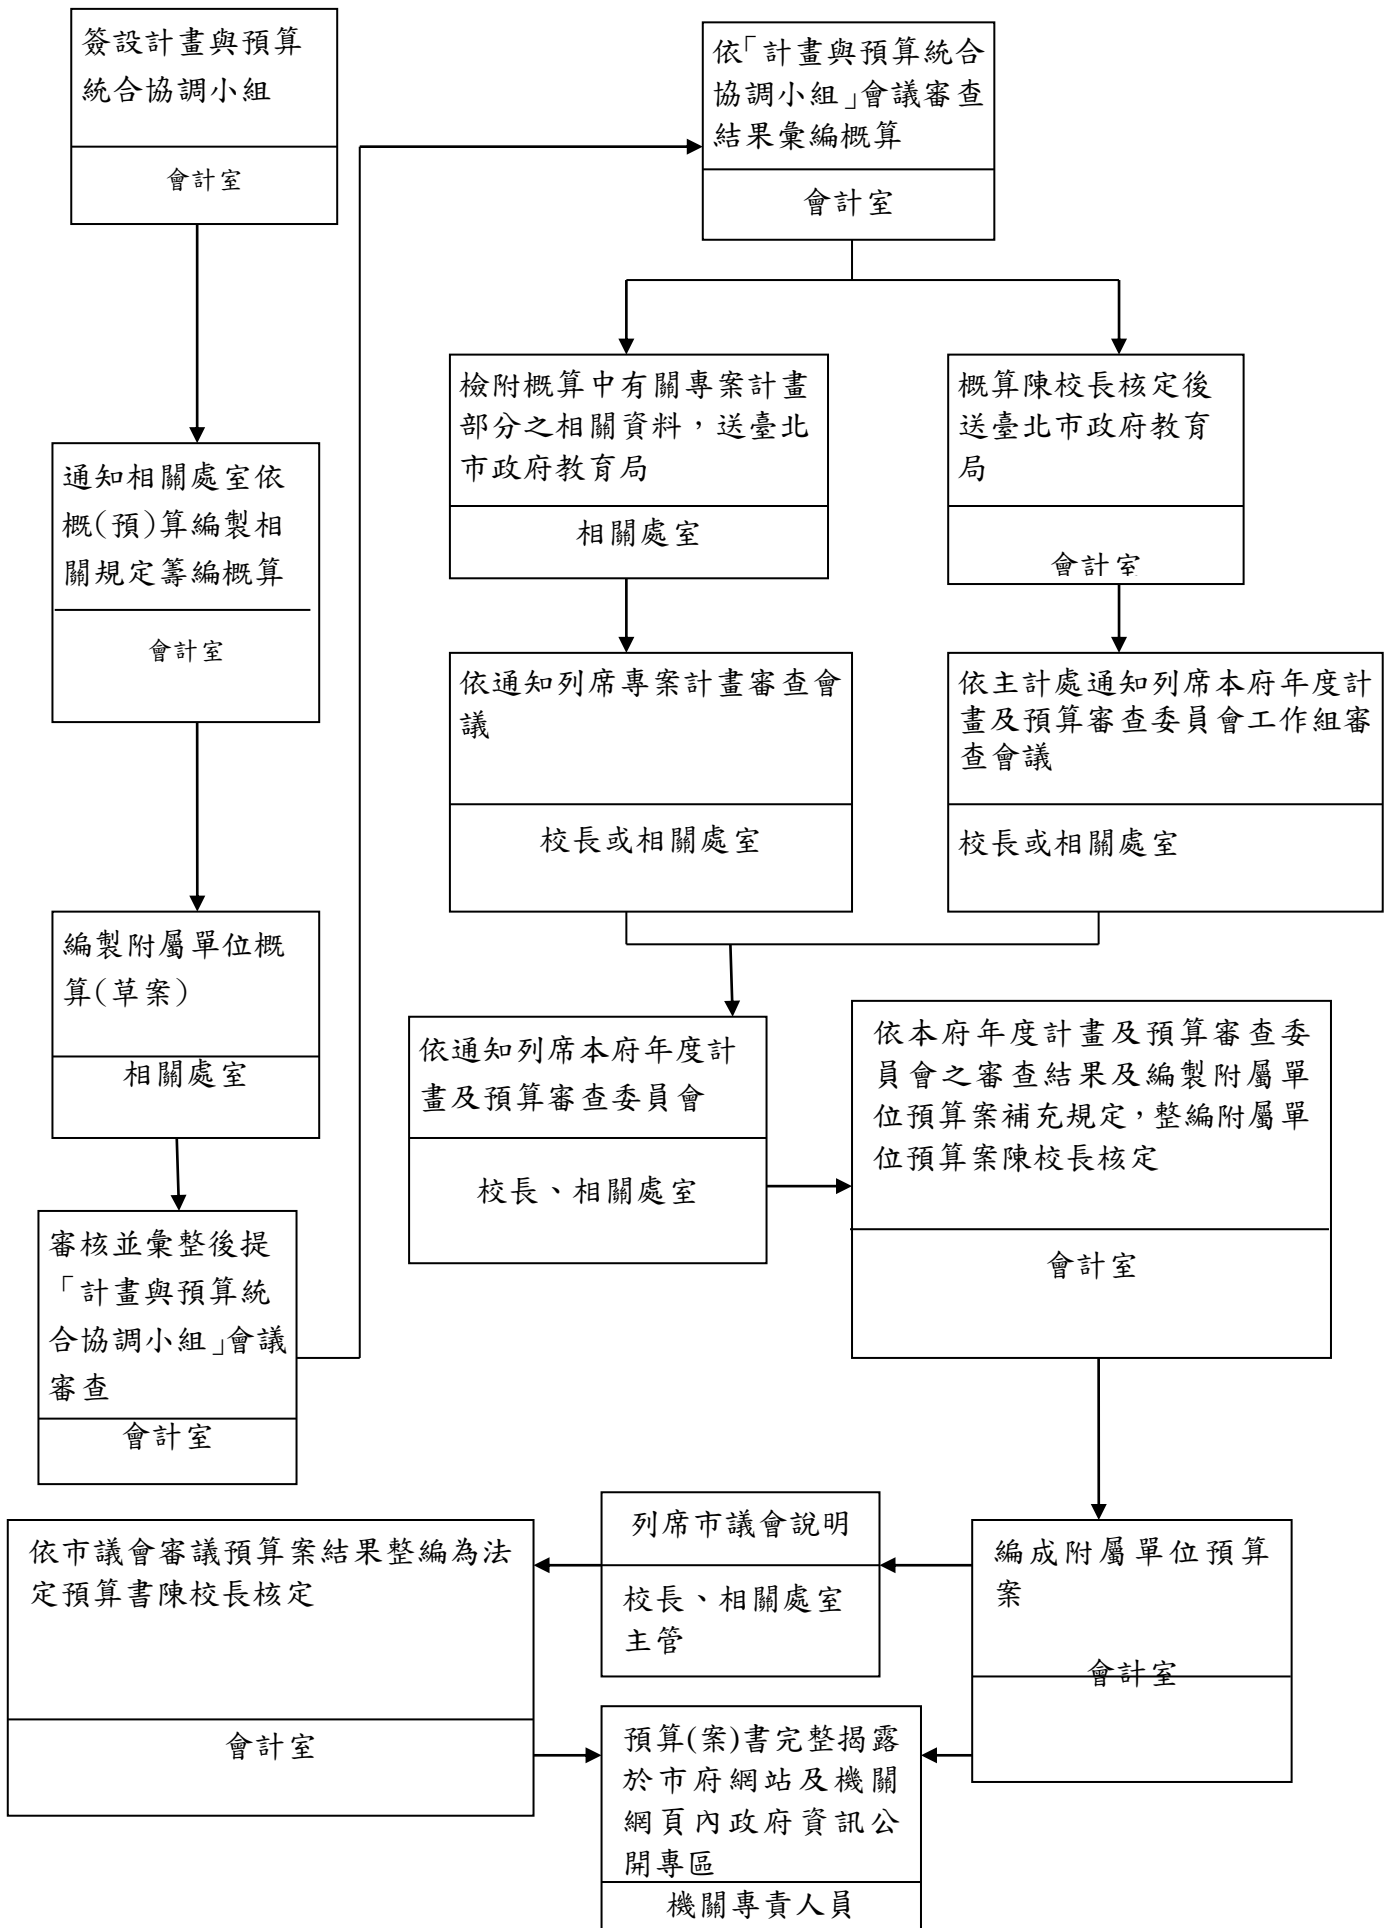 簽設計畫與預算
統合協調小組
會計室
通知相關處室依
概(預)算編製相
關規定籌編概算
會計室
編製附屬單位概
算(草案)
相關處室
審核並彙整後提
「計畫與預算統
合協調小組」會議
審查
會計室
依「計畫與預算統合
協調小組」會議審查
結果彙編概算
會計室
檢附概算中有關專案計畫
部分之相關資料，送臺北
市政府教育局
相關處室
概算陳校長核定後
送臺北市政府教育
局
會計室
依通知列席專案計畫審查會
議
校長或相關處室
依主計處通知列席本府年度計
畫及預算審查委員會工作組審
查會議
校長或相關處室
依通知列席本府年度計
畫及預算審查委員會
校長、相關處室
依本府年度計畫及預算審查委
員會之審查結果及編製附屬單
位預算案補充規定，整編附屬單
位預算案陳校長核定
會計室
編成附屬單位預算
案
會計室
列席市議會說明
校長、相關處室
主管
依市議會審議預算案結果整編為法
定預算書陳校長核定
會計室
預算(案)書完整揭露
於市府網站及機關
網頁內政府資訊公
開專區
機關專責人員